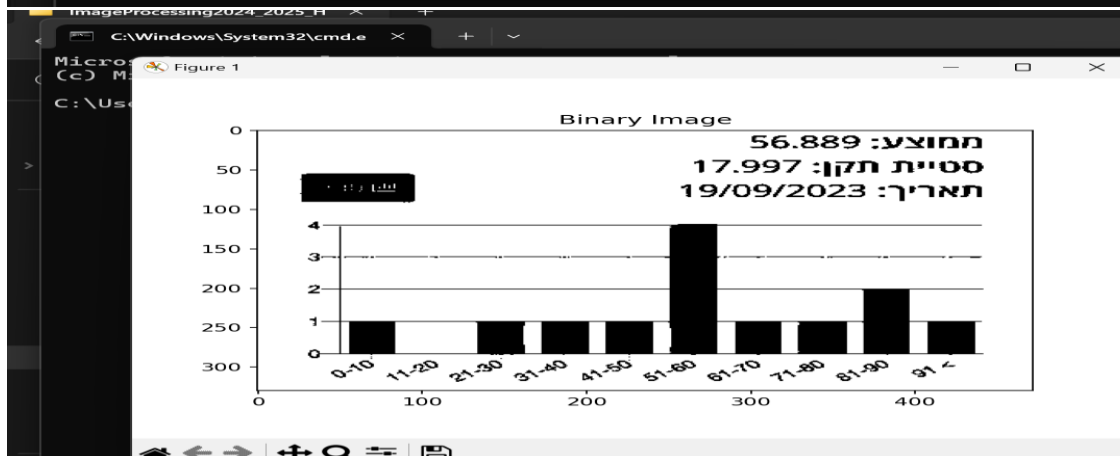 ImageProcessing2024_2025_H
C:\Windows\System32\cmd.e
(c) M
C:\Us
Figure 1
Binary Image
ממוצע: 56.889
סטיית תקן: 17.997
תאריך: 19/09/2023
0
50
100
150
200
250
300
4
3
2
1
0
0-10 11-20 21-30 31-40 41-50 51-60 61-70 71-80 81-90 91 <
0 100 200 300 400